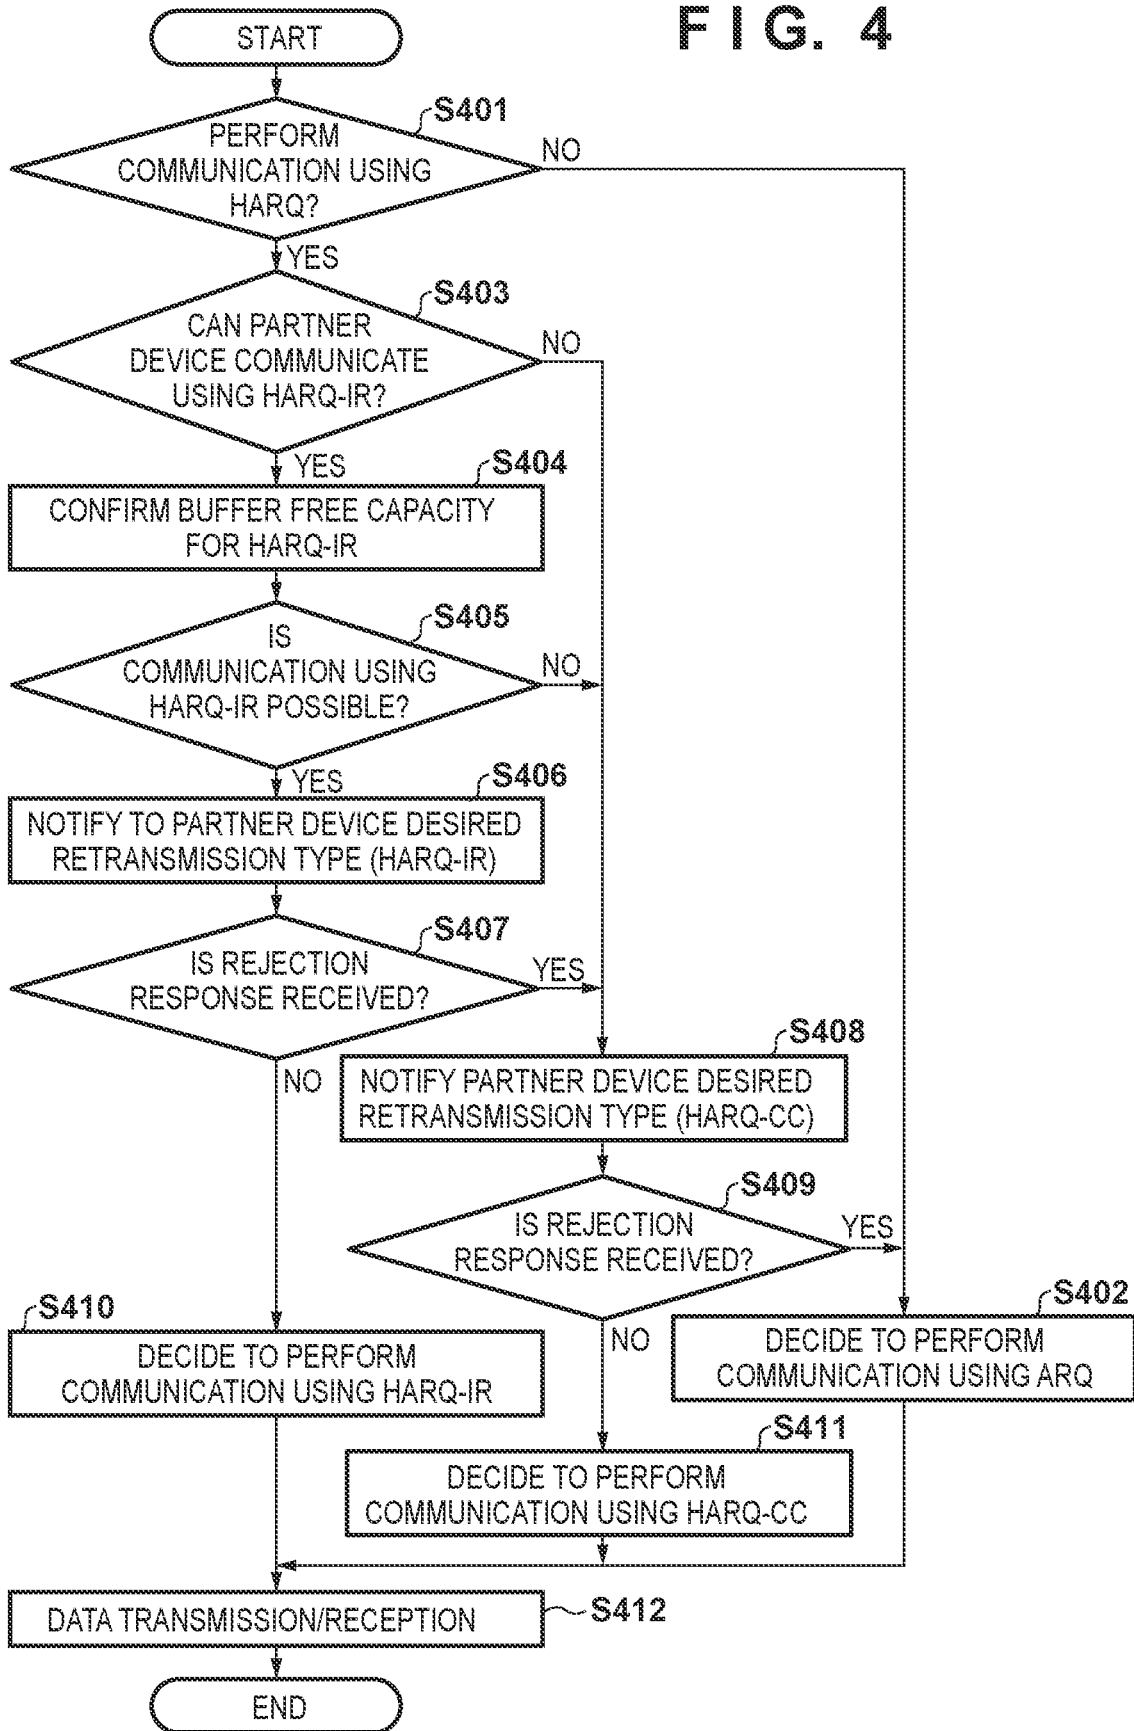 FIG. 4
START
S401
PERFORM
COMMUNICATION USING
HARQ?
NO
YES
S403
CAN PARTNER
DEVICE COMMUNICATE
USING HARQ-IR?
NO
YES
S404
CONFIRM BUFFER FREE CAPACITY
FOR HARQ-IR
S405
IS
COMMUNICATION USING
HARQ-IR POSSIBLE?
NO
YES
S406
NOTIFY TO PARTNER DEVICE DESIRED
RETRANSMISSION TYPE (HARQ-IR)
S407
IS REJECTION
RESPONSE RECEIVED?
YES
NO
S408
NOTIFY PARTNER DEVICE DESIRED
RETRANSMISSION TYPE (HARQ-CC)
S409
IS REJECTION
RESPONSE RECEIVED?
YES
NO
S410
DECIDE TO PERFORM
COMMUNICATION USING HARQ-IR
S402
DECIDE TO PERFORM
COMMUNICATION USING ARQ
S411
DECIDE TO PERFORM
COMMUNICATION USING HARQ-CC
DATA TRANSMISSION/RECEPTION
S412
END